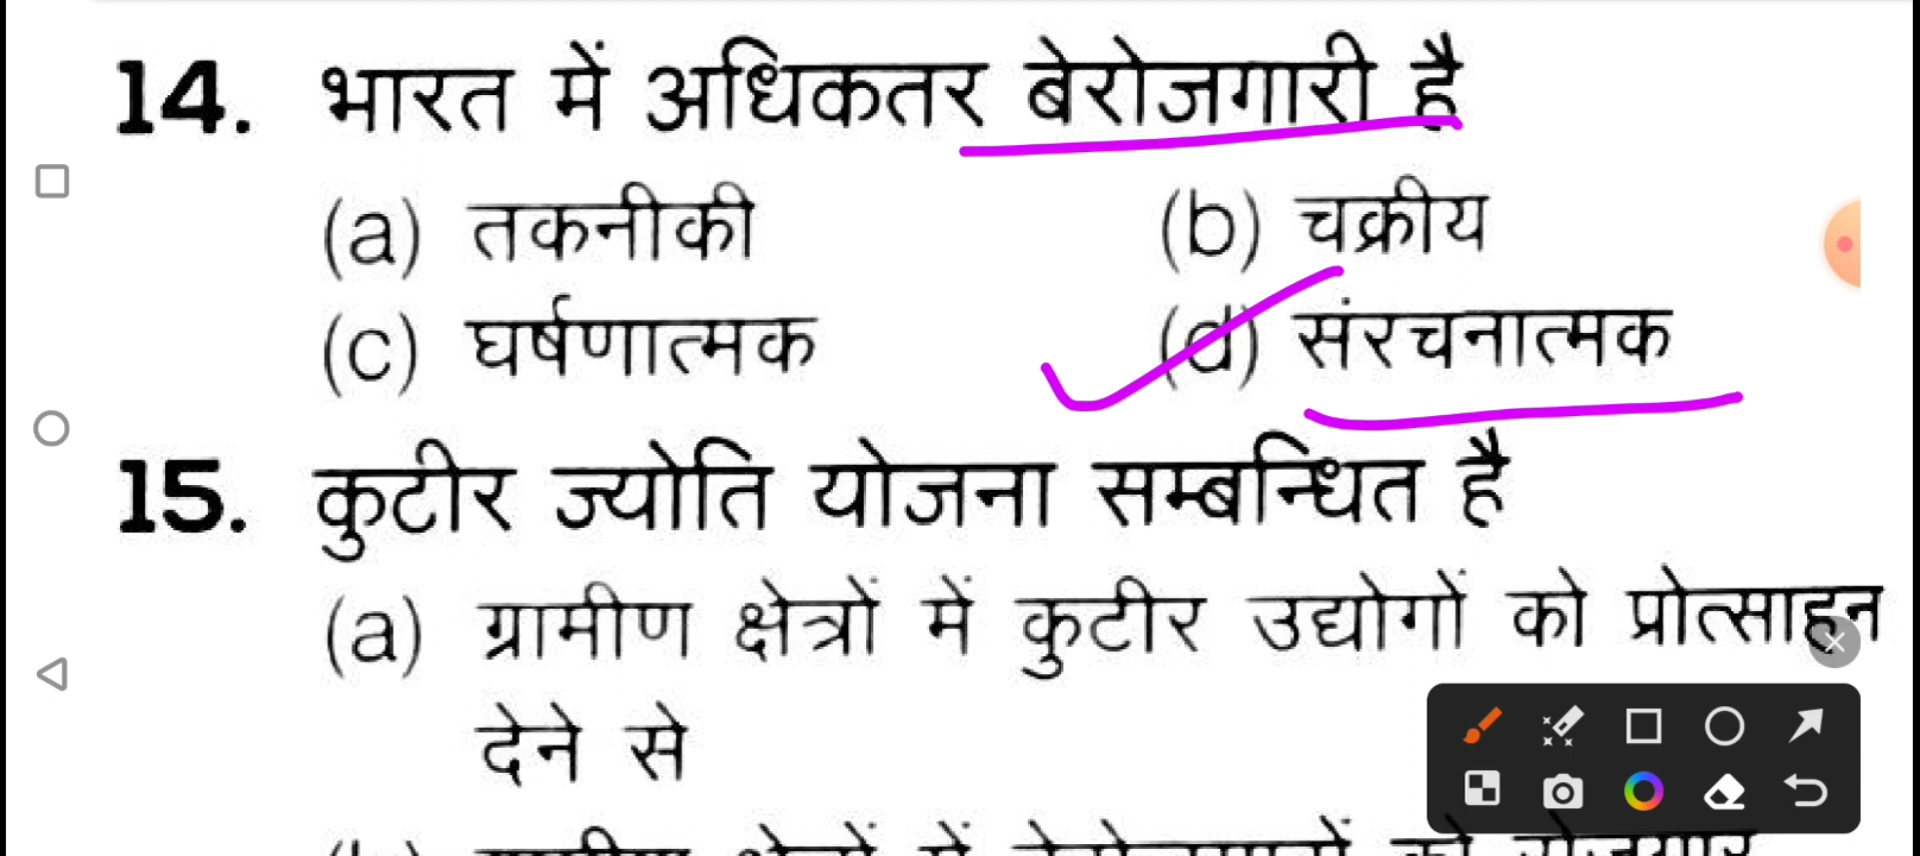 14. भारत में अधिकतर बेरोजगारी है
(a) तकनीकी (b) चक्रीय
(c) घर्षणात्मक (d) संरचनात्मक
15. कुटीर ज्योति योजना सम्बन्धित है
(a) ग्रामीण क्षेत्रों में कुटीर उद्योगों को प्रोत्साहन
देने से